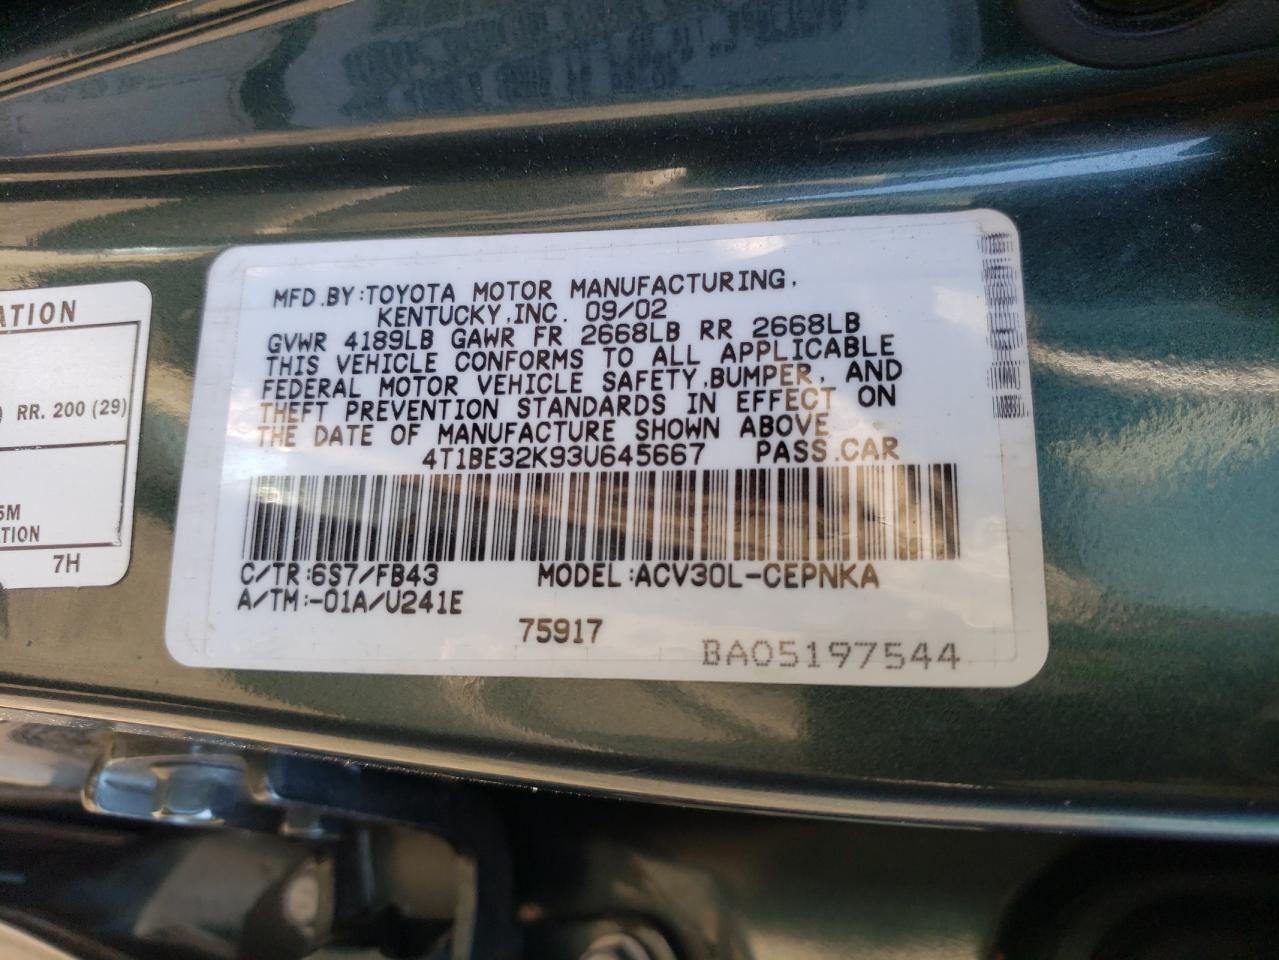 MFD.BY:TOYOTA MOTOR MANUFACTURING,
KENTUCKY,INC. 09/02
GVWR 4189LB GAWR FR 2668LB RR 2668LB
THIS VEHICLE CONFORMS TO ALL APPLICABLE
FEDERAL MOTOR VEHICLE SAFETY,BUMPER, AND
THEFT PREVENTION STANDARDS IN EFFECT ON
THE DATE OF MANUFACTURE SHOWN ABOVE.
4T1BE32K93U645667 PASS.CAR
C/TR:6S7/FB43 MODEL:ACV30L-CEPNKA
A/TM:-01A/U241E
75917
BA05197544
ATION
) RR. 200 (29)
5M
TION
7H